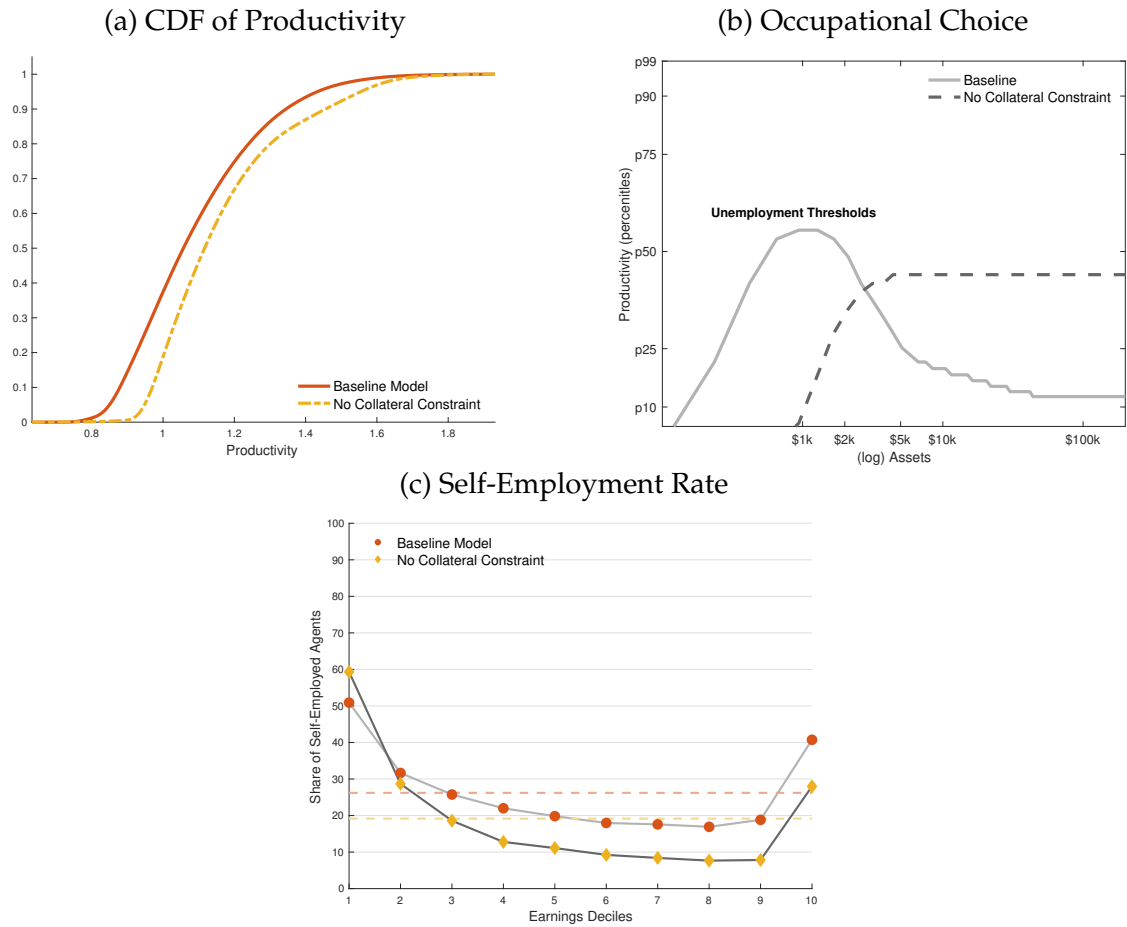 (a) CDF of Productivity
1
0.9
0.8
0.7
0.6
0.5
0.4
0.3
0.2
0.1
0
0.8
1
1.2
1.4
1.6
1.8
Productivity
Baseline Model
No Collateral Constraint
(b) Occupational Choice
p99
p90
p75
p50
p25
p10
Productivity (percenitles)
Baseline
No Collateral Constraint
Unemployment Thresholds
$1k
$2k
$5k
$10k
$100k
(log) Assets
(c) Self-Employment Rate
100
90
80
70
60
50
40
30
20
10
0
Share of Self-Employed Agents
Baseline Model
No Collateral Constraint
1
2
3
4
5
6
7
8
9
10
Earnings Deciles